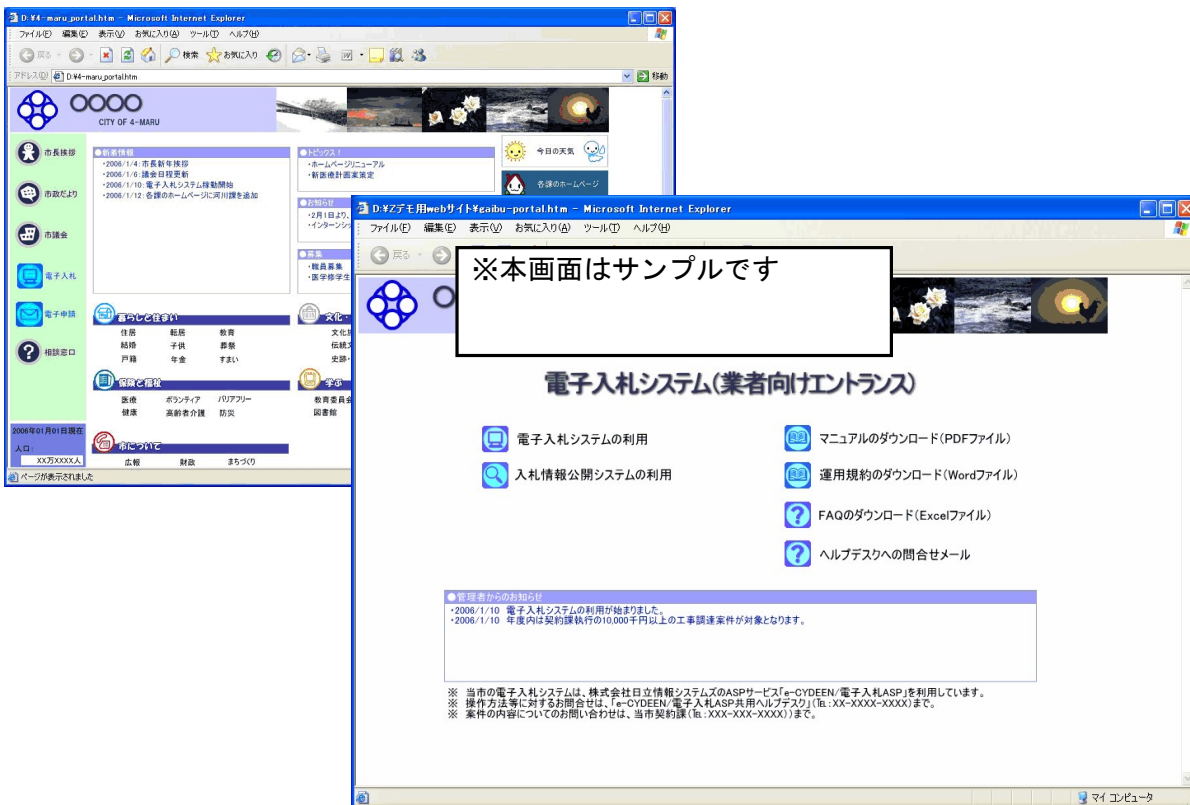 D:¥4-maru_portal.htm - Microsoft Internet Explorer
ファイル(F) 編集(E) 表示(V) お気に入り(A) ツール(T) ヘルプ(H)
戻る 検索 お気に入り
アドレス(D) D:¥4-maru_portal.htm 移動
○○○○
CITY OF 4-MARU
市長挨拶
市政だより
市議会
電子入札
電子申請
相談窓口
2006年01月01日現在
人口:
XX万XXXX人
●新着情報
・2006/1/4:市長新年挨拶
・2006/1/6:議会日程更新
・2006/1/10:電子入札システム稼動開始
・2006/1/12:各課のホームページに河川課を追加
●トピックス!
・ホームページリニューアル
・新医療計画案策定
●お知らせ
・2月1日より、
・インターンシッ
●募集
・職員募集
・医学修学生
今日の天気
各課のホームページ
暮らしと住まい
住居 転居 教育
結婚 子供 葬祭
戸籍 年金 すまい
文化・
文化
伝統
史跡・
保険と福祉
医療 ボランティア バリアフリー
健康 高齢者介護 防災
学ぶ
教育委員会
図書館
市について
広報 財政 まちづくり
ページが表示されました
D:¥Zデモ用webサイト¥gaibu-portal.htm - Microsoft Internet Explorer
ファイル(F) 編集(E) 表示(V) お気に入り(A) ツール(T) ヘルプ(H)
戻る
※本画面はサンプルです
電子入札システム(業者向けエントランス)
電子入札システムの利用
入札情報公開システムの利用
マニュアルのダウンロード(PDFファイル)
運用規約のダウンロード(Wordファイル)
FAQのダウンロード(Excelファイル)
ヘルプデスクへの問合せメール
●管理者からのお知らせ
・2006/1/10 電子入札システムの利用が始まりました。
・2006/1/10 年度内は契約課執行の10,000千円以上の工事調達案件が対象となります。
※ 当市の電子入札システムは、株式会社日立情報システムズのASPサービス「e-CYDEEN/電子入札ASP」を利用しています。
※ 操作方法等に対するお問合せは、「e-CYDEEN/電子入札ASP共用ヘルプデスク」(℡:XX-XXXX-XXXX)まで。
※ 案件の内容についてのお問い合わせは、当市契約課(℡:XXX-XXX-XXXX))まで。
マイ コンピュータ